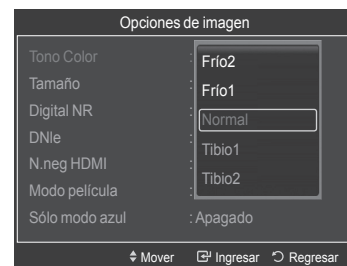 Opciones de imagen
Tono Color :
Frío2
Tamaño :
Frío1
Digital NR :
Normal
DNIe :
Tibio1
N.neg HDMI :
Tibio2
Modo película :
Sólo modo azul : Apagado
Mover Ingresar Regresar